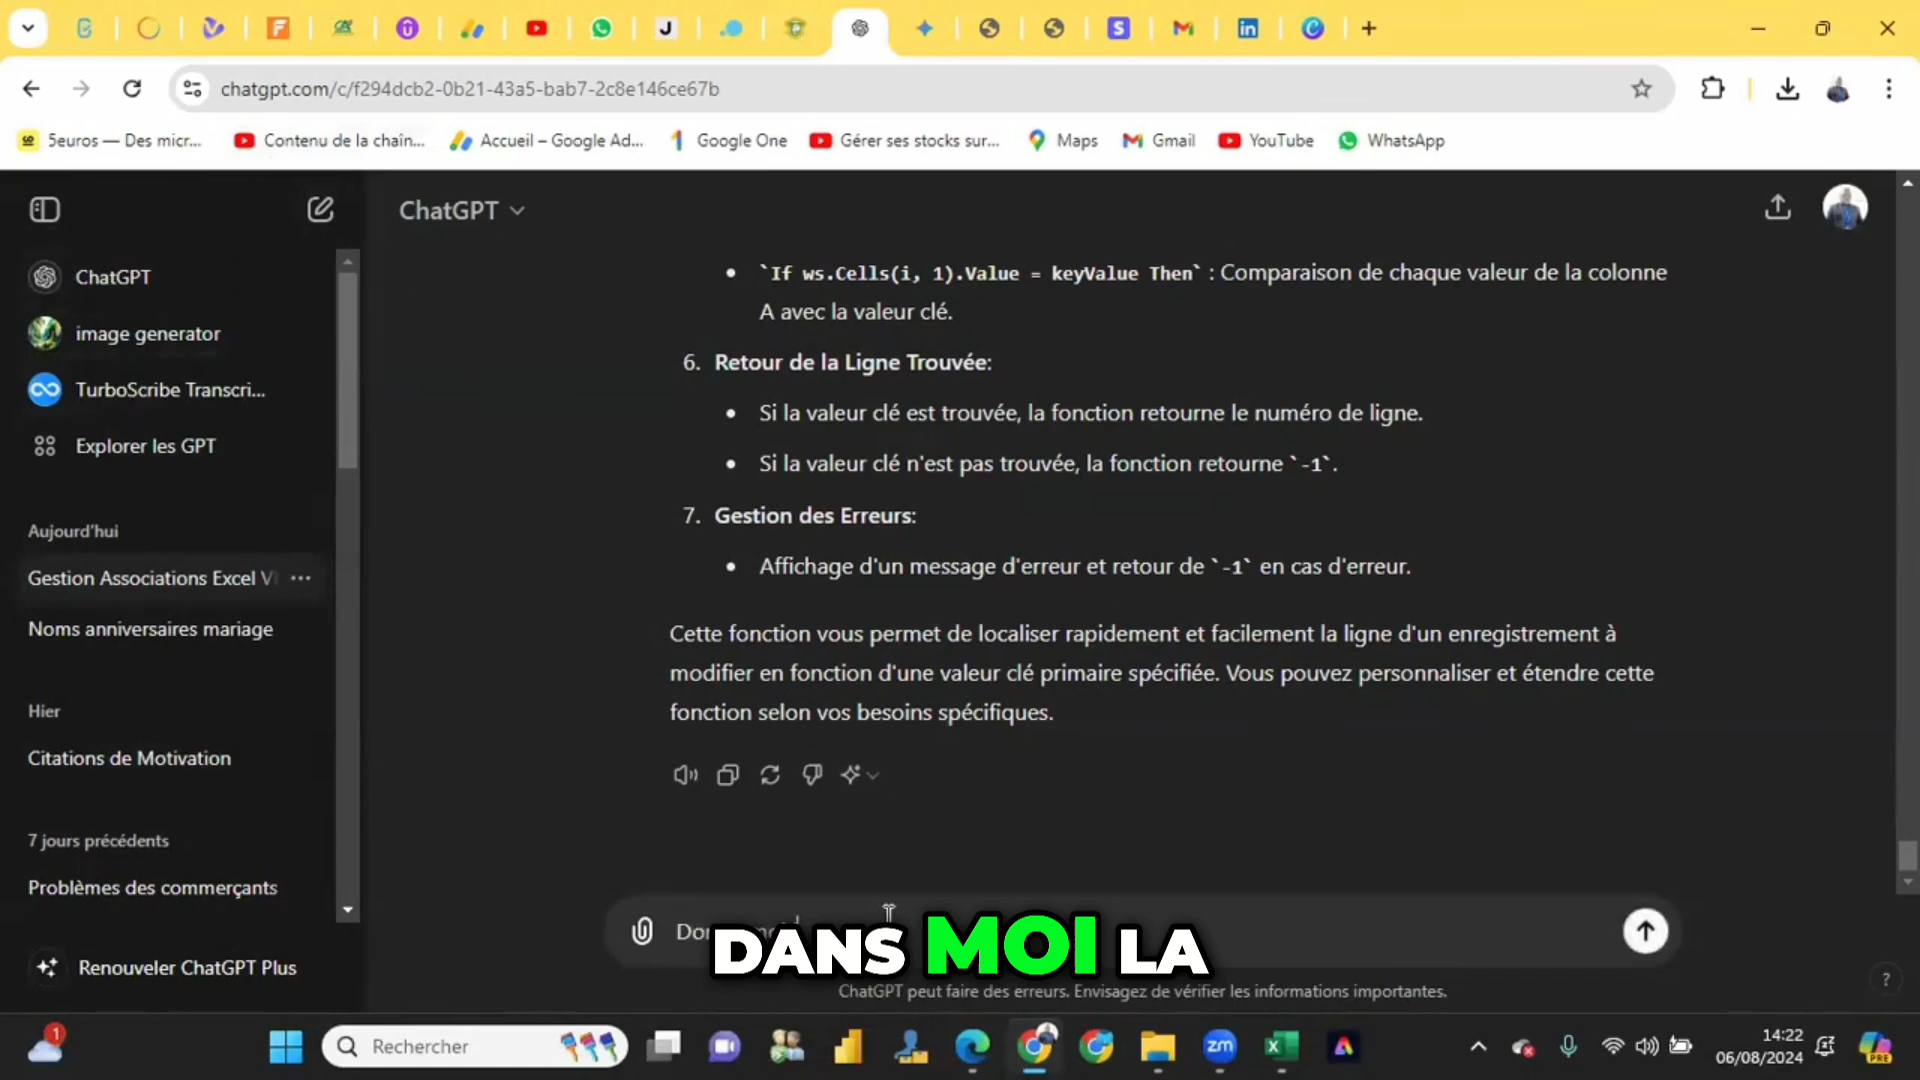 chatgpt.com/c/f294dcb2-0b21-43a5-bab7-2c8e146ce67b
5euros — Des micr...
Contenu de la chaîn...
Accueil – Google Ad...
Google One
Gérer ses stocks sur...
Maps
Gmail
YouTube
WhatsApp
ChatGPT
ChatGPT
image generator
TurboScribe Transcri...
Explorer les GPT
Aujourd'hui
Gestion Associations Excel V
Noms anniversaires mariage
Hier
Citations de Motivation
7 jours précédents
Problèmes des commerçants
Renouveler ChatGPT Plus
• `If ws.Cells(i, 1).Value = keyValue Then` : Comparaison de chaque valeur de la colonne
A avec la valeur clé.
6. Retour de la Ligne Trouvée:
• Si la valeur clé est trouvée, la fonction retourne le numéro de ligne.
• Si la valeur clé n'est pas trouvée, la fonction retourne `-1`.
7. Gestion des Erreurs:
• Affichage d'un message d'erreur et retour de `-1` en cas d'erreur.
Cette fonction vous permet de localiser rapidement et facilement la ligne d'un enregistrement à
modifier en fonction d'une valeur clé primaire spécifiée. Vous pouvez personnaliser et étendre cette
fonction selon vos besoins spécifiques.
DANS MOI LA
ChatGPT peut faire des erreurs. Envisagez de vérifier les informations importantes.
?
1
Rechercher
zm
14:22
06/08/2024
PRE